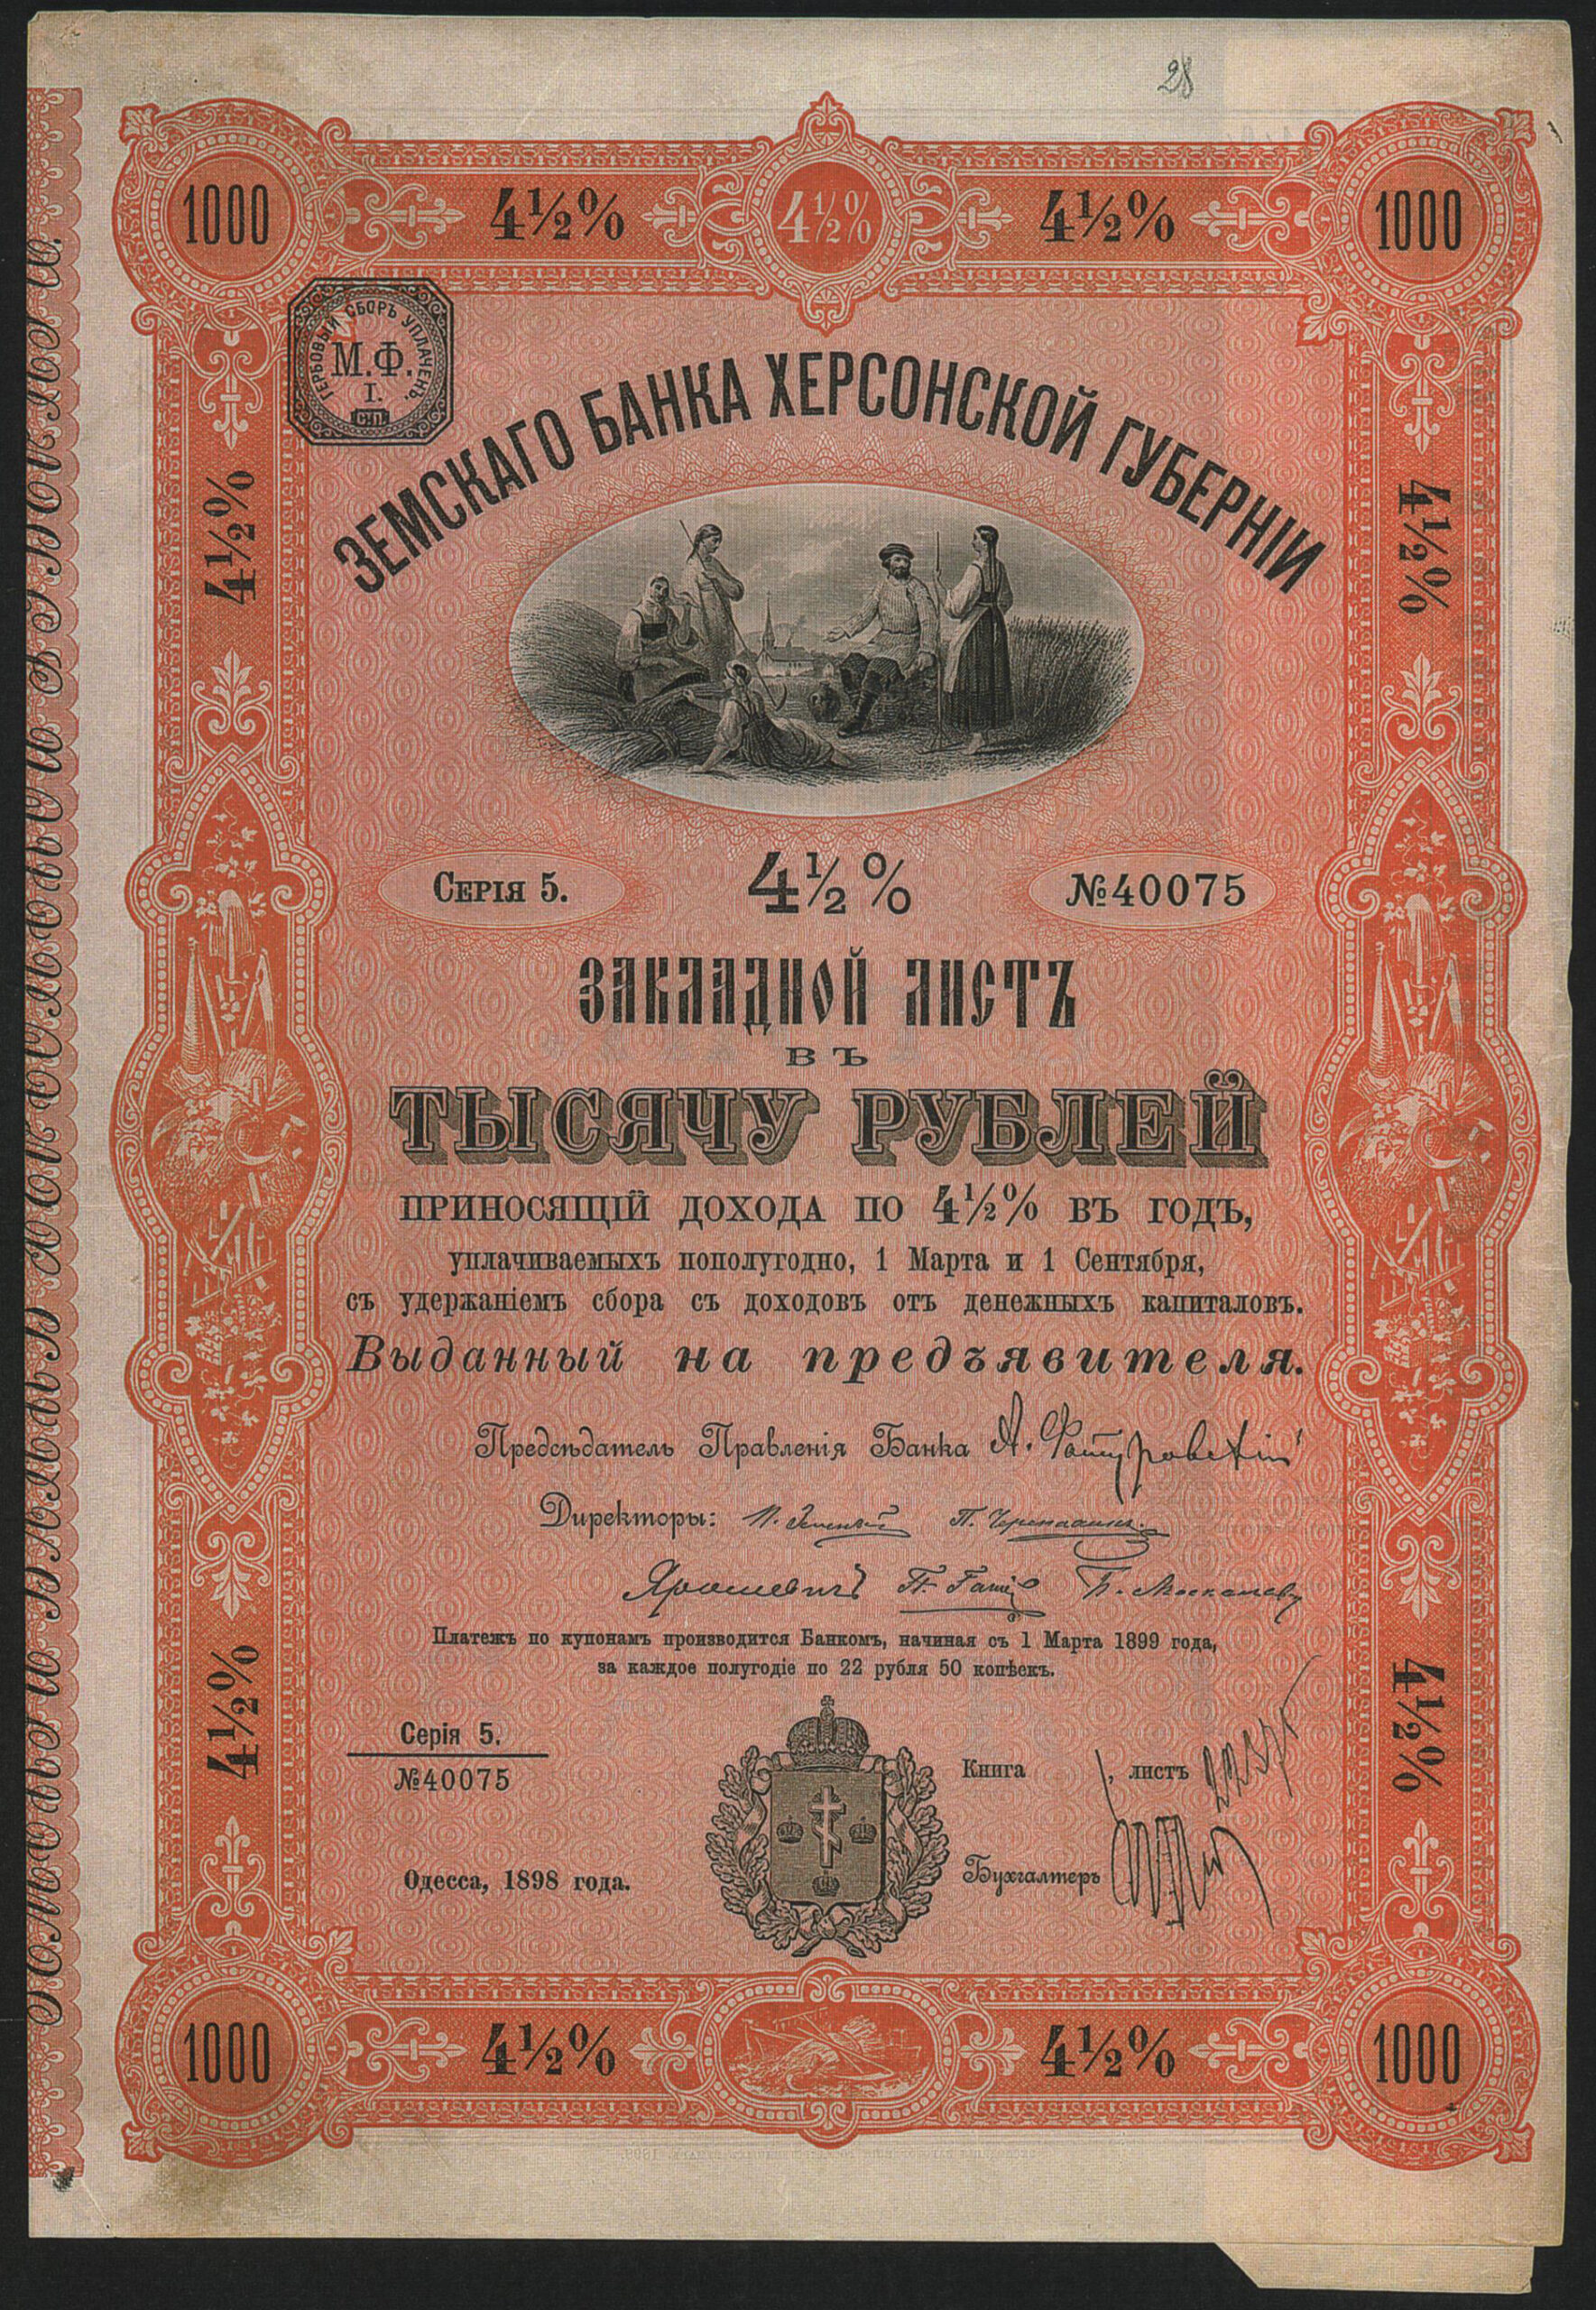 28
1000 4½% 4½% 4½% 1000
ГЕРБОВЫЙ СБОРЪ УПЛАЧЕНЪ.
М.Ф.
I.
СПБ.
ЗЕМСКАГО БАНКА ХЕРСОНСКОЙ ГУБЕРНІИ
4½% 4½%
СЕРІЯ 5. 4½% №40075
ЗАКЛАДНОЙ ЛИСТЪ
ВЪ
ТЫСЯЧУ РУБЛЕЙ
ПРИНОСЯЩІЙ ДОХОДА ПО 4½% ВЪ ГОДЪ,
уплачиваемыхъ пополугодно, 1 Марта и 1 Сентября,
съ удержаніемъ сбора съ доходовъ отъ денежныхъ капиталовъ.
Выданный на предъявителя.
Предсѣдатель Правленія Банка
Директоры:
Ярошевичъ
Платежъ по купонамъ производится Банкомъ, начиная съ 1 Марта 1899 года,
за каждое полугодіе по 22 рубля 50 копѣекъ.
4½% 4½%
Серія 5.
№40075
Книга , листъ
Одесса, 1898 года.
Бухгалтеръ
1000 4½% 4½% 1000